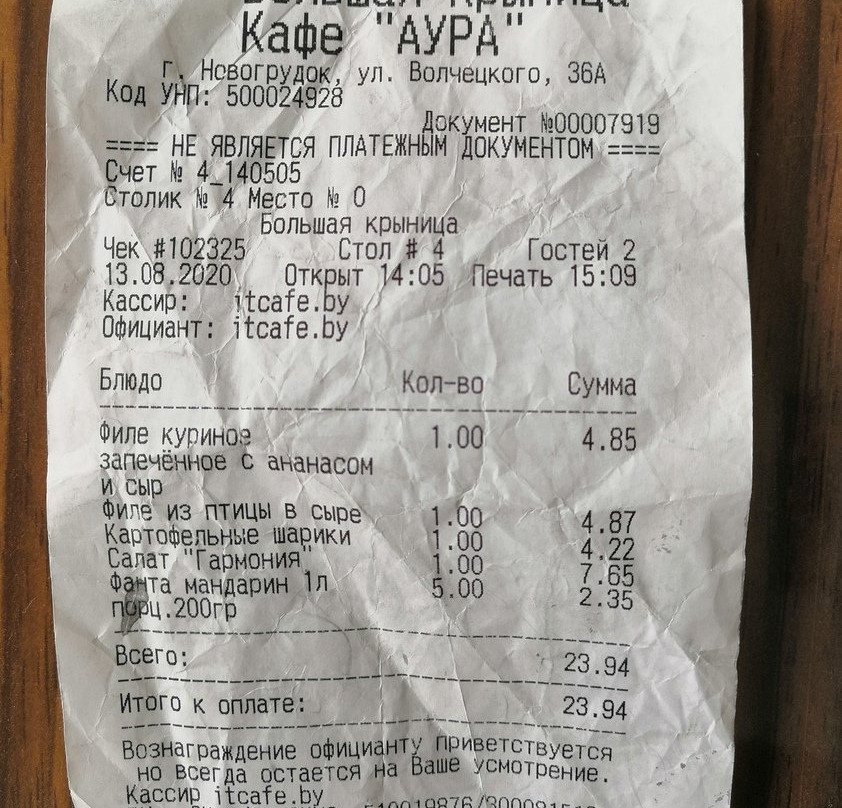 Большая крыница
Кафе "АУРА"
Г. Новогрудок, ул. Волчецкого, 36А
Код УНП: 500024928
Документ №00007919
==== НЕ ЯВЛЯЕТСЯ ПЛАТЕЖНЫМ ДОКУМЕНТОМ ====
Счет № 4_140505
Столик № 4 Место № 0
Большая крыница
Чек #102325 Стол # 4 Гостей 2
13.08.2020 Открыт 14:05 Печать 15:09
Кассир: itcafe.by
Официант: itcafe.by
Блюдо Кол-во Сумма
Филе куриное 1.00 4.85
запечённое с ананасом
и сыр
Филе из птицы в сыре 1.00 4.87
Картофельные шарики 1.00 4.22
Салат "Гармония" 1.00 7.65
Фанта мандарин 1л 5.00 2.35
порц.200гр
Всего: 23.94
Итого к оплате: 23.94
Вознаграждение официанту приветствуется
но всегда остается на Ваше усмотрение.
Кассир itcafe.by